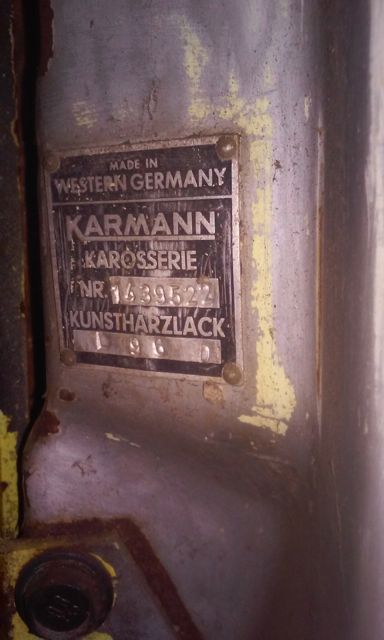 MADE IN
WESTERN GERMANY
KARMANN
KAROSSERIE
NR. 1439522
KUNSTHARZLACK